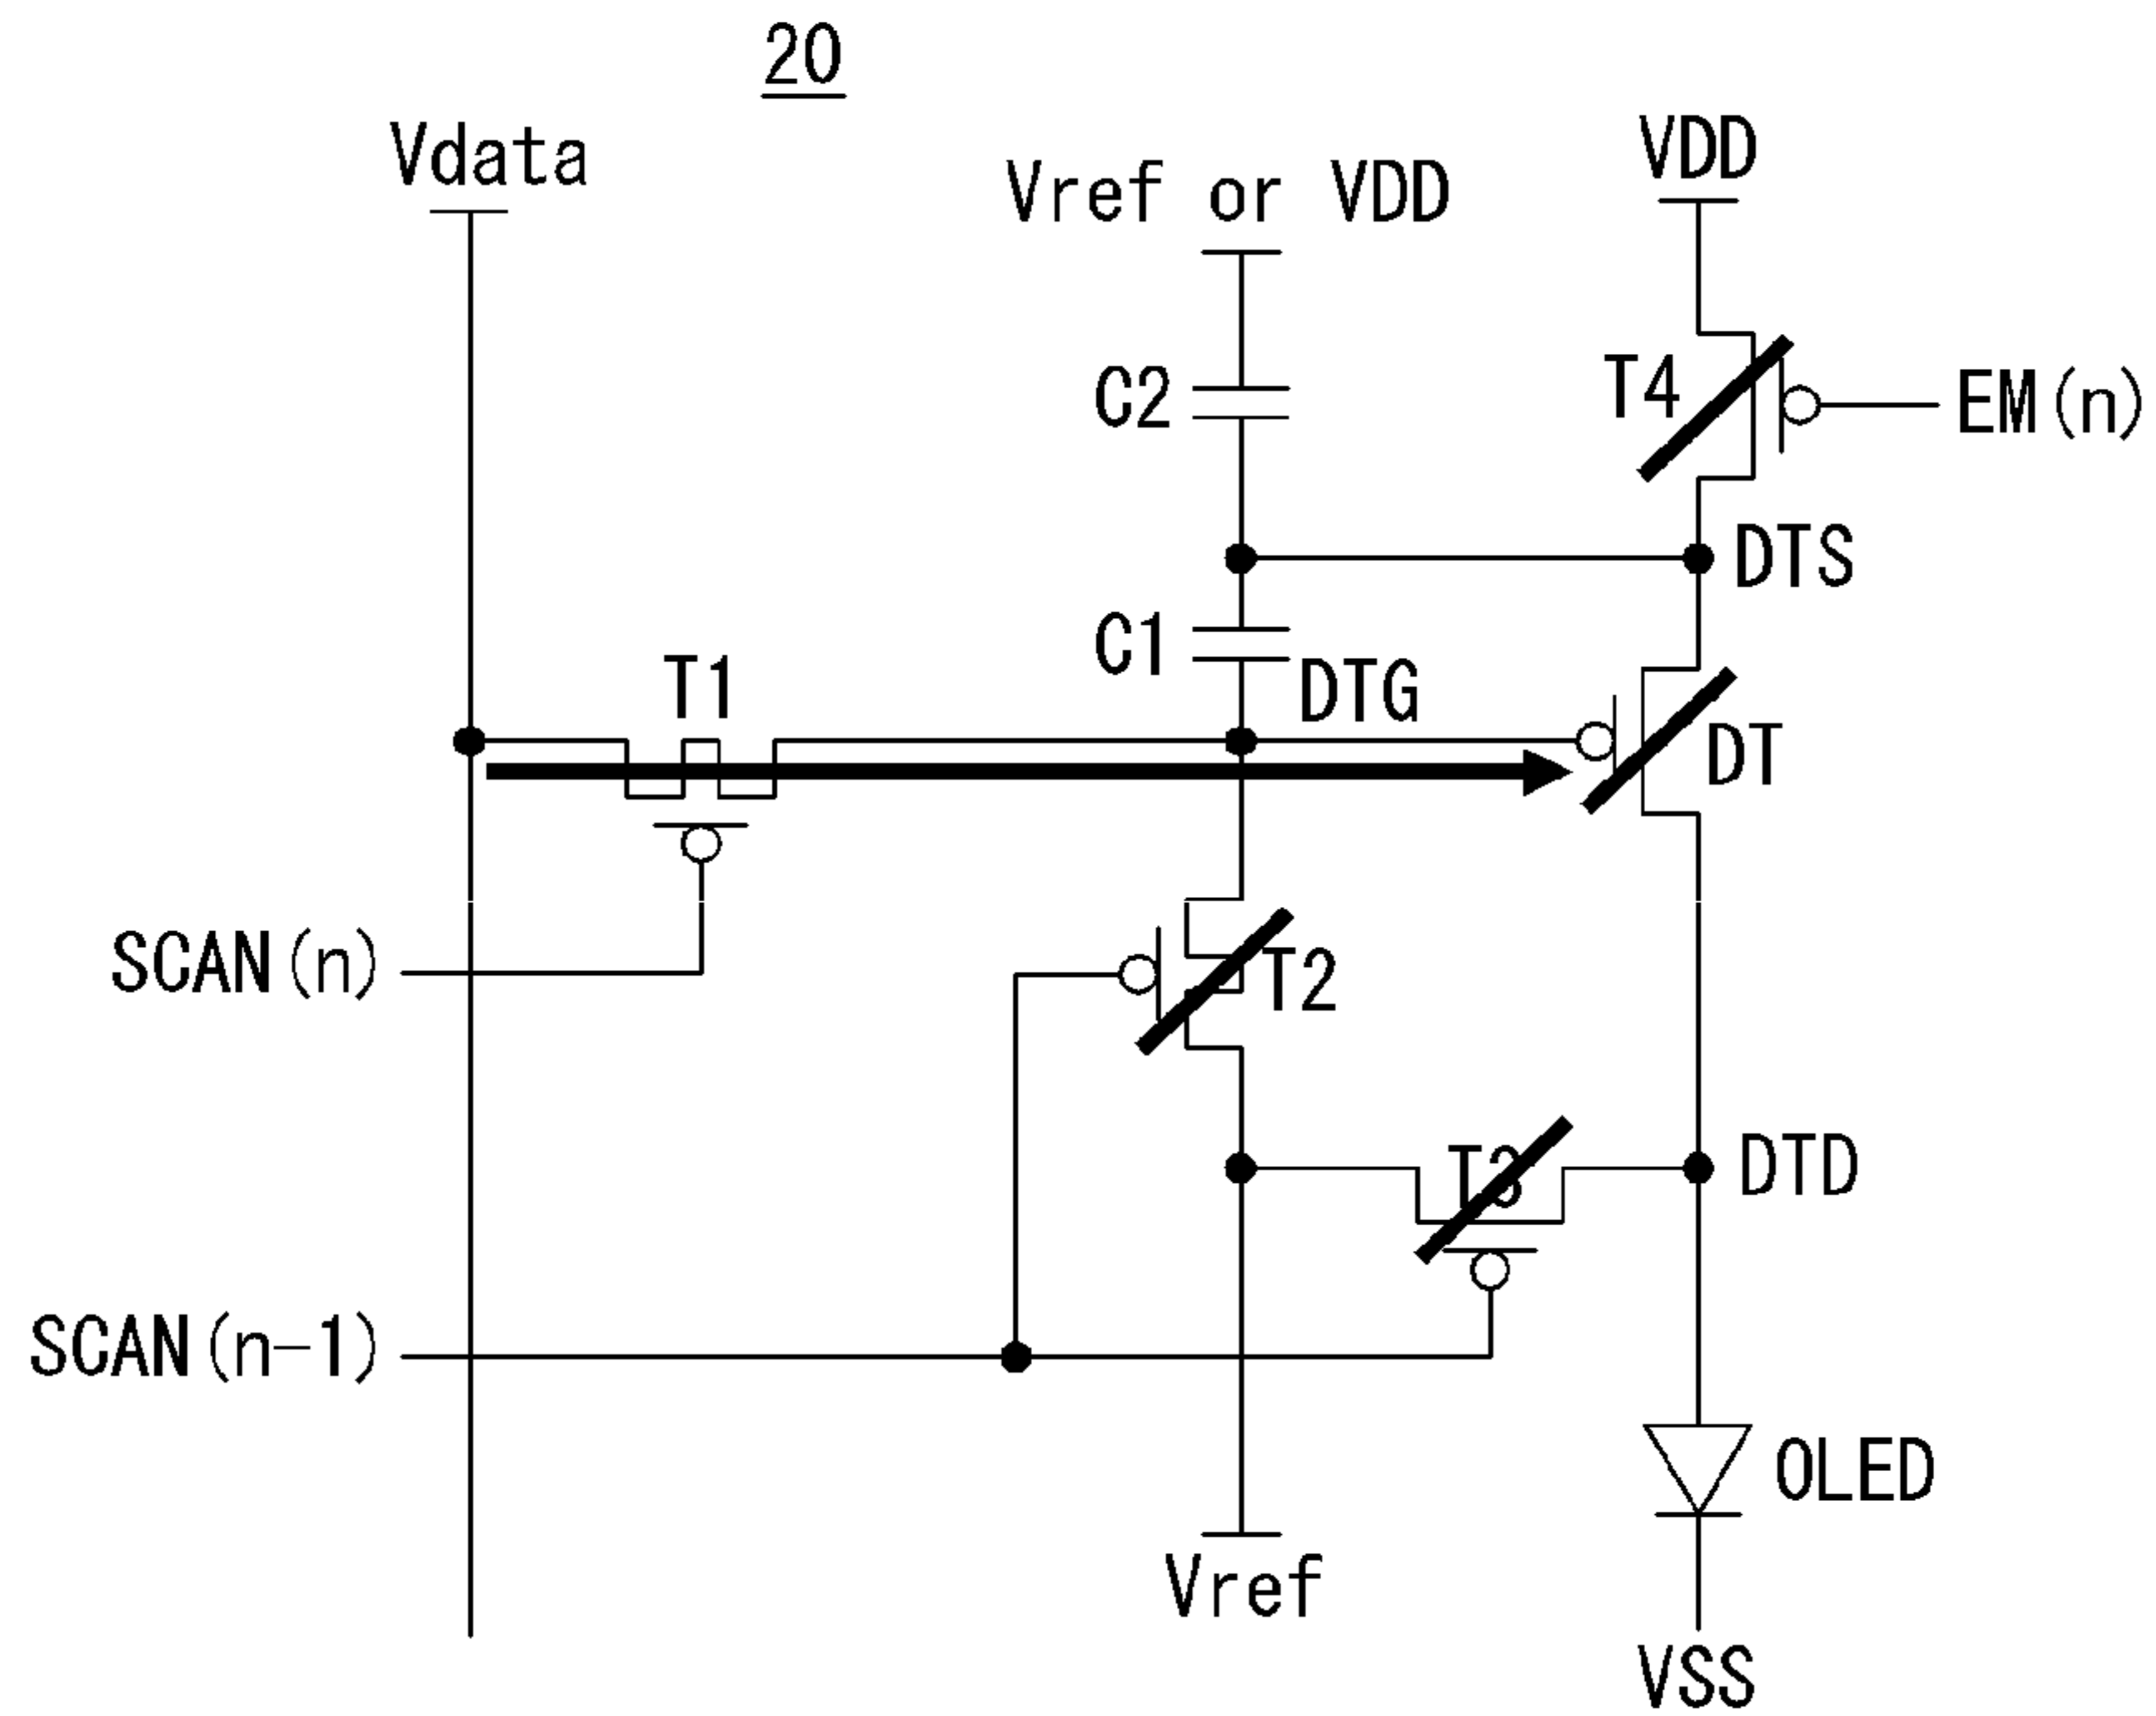 20
Vdata
Vref or VDD
VDD
C2
T4
EM(n)
DTS
C1
T1
DTG
DT
SCAN(n)
T2
T3
DTD
SCAN(n-1)
OLED
Vref
VSS